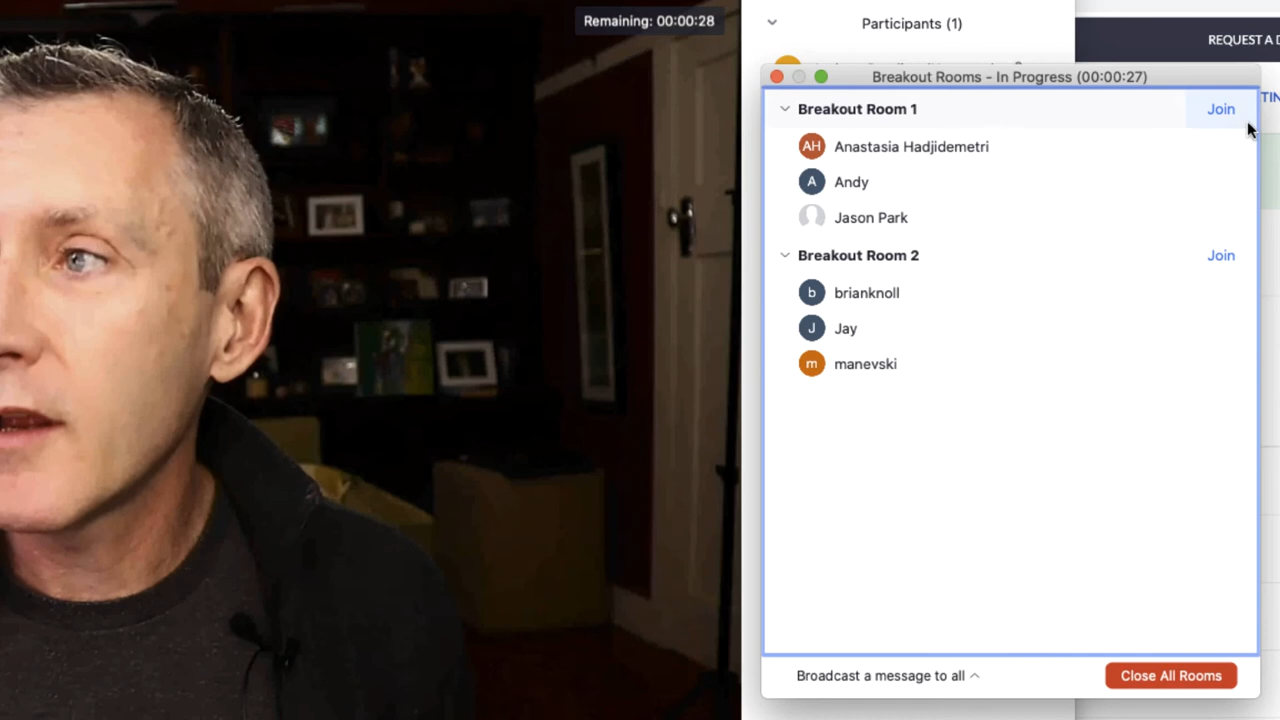 Remaining: 00:00:28
Participants (1)
REQUEST A
Breakout Rooms - In Progress (00:00:27)
Breakout Room 1
Join
AH Anastasia Hadjidemetri
A Andy
Jason Park
Breakout Room 2
Join
b brianknoll
J Jay
m manevski
Broadcast a message to all
Close All Rooms